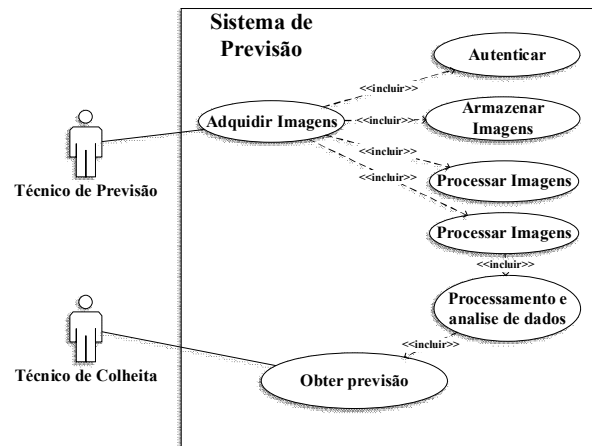 Sistema de
Previsão
Autenticar
<<incluir>>
Adquidir Imagens
<<incluir>>
Armazenar
Imagens
<<incluir>>
Processar Imagens
<<incluir>>
Técnico de Previsão
Processar Imagens
<<incluir>>
Processamento e
analise de dados
<<incluir>>
Técnico de Colheita
Obter previsão